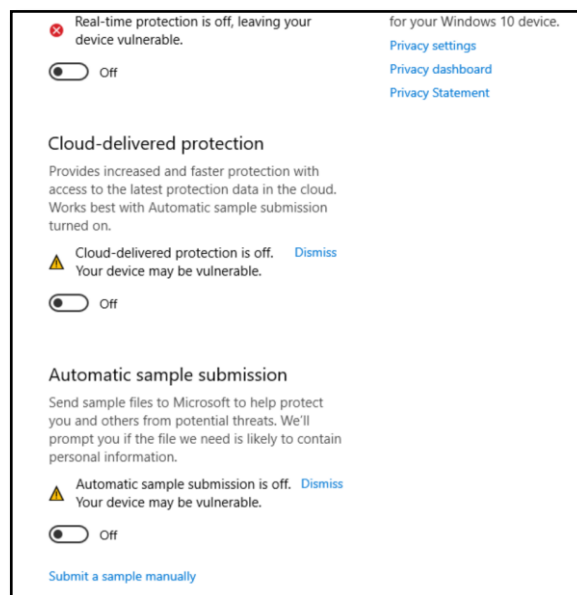 Real-time protection is off, leaving your
device vulnerable.
Off
for your Windows 10 device.
Privacy settings
Privacy dashboard
Privacy Statement
Cloud-delivered protection
Provides increased and faster protection with
access to the latest protection data in the cloud.
Works best with Automatic sample submission
turned on.
Cloud-delivered protection is off. Dismiss
Your device may be vulnerable.
Off
Automatic sample submission
Send sample files to Microsoft to help protect
you and others from potential threats. We'll
prompt you if the file we need is likely to contain
personal information.
Automatic sample submission is off. Dismiss
Your device may be vulnerable.
Off
Submit a sample manually